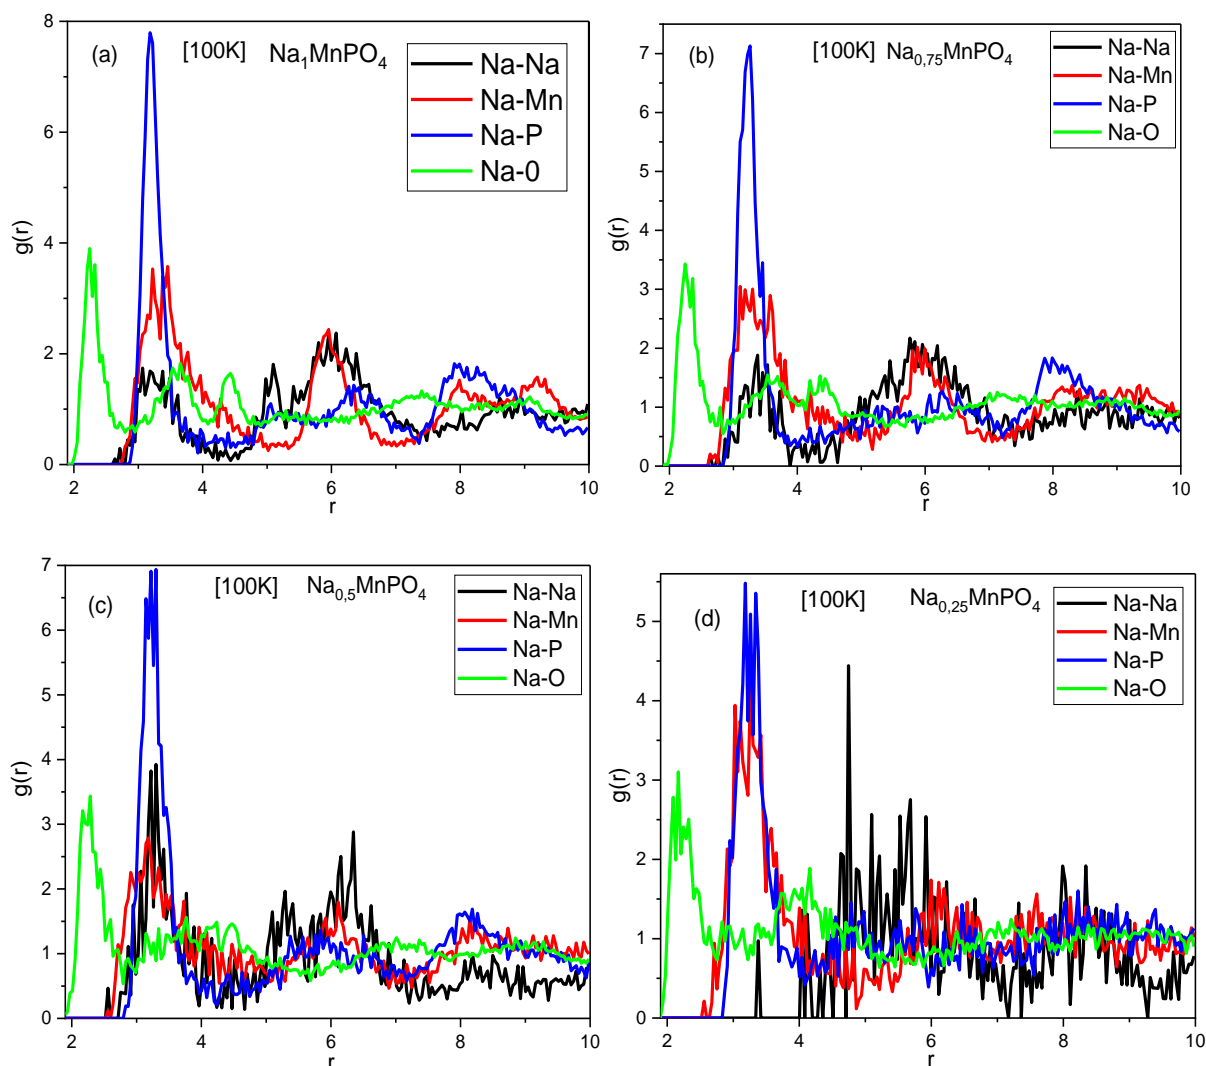 (a) [100K] Na₁MnPO₄
Na-Na
Na-Mn
Na-P
Na-0
g(r)
8
6
4
2
0
2 4 6 8 10
r
(b) [100K] Na₀,₇₅MnPO₄
Na-Na
Na-Mn
Na-P
Na-O
g(r)
7
6
5
4
3
2
1
0
2 4 6 8 10
r
(c) [100K] Na₀,₅MnPO₄
Na-Na
Na-Mn
Na-P
Na-O
g(r)
7
6
5
4
3
2
1
0
2 4 6 8 10
r
(d) [100K] Na₀,₂₅MnPO₄
Na-Na
Na-Mn
Na-P
Na-O
g(r)
5
4
3
2
1
0
2 4 6 8 10
r